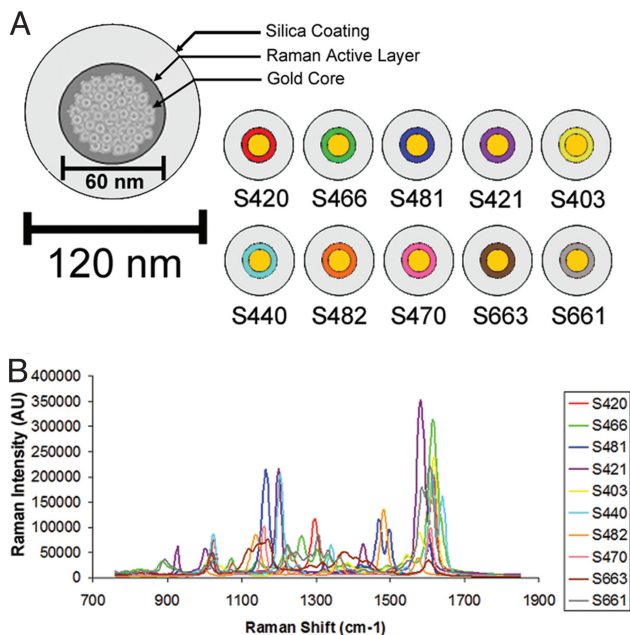 A
Silica Coating
Raman Active Layer
Gold Core
60 nm
120 nm
S420 S466 S481 S421 S403
S440 S482 S470 S663 S661
B
400000
350000
300000
250000
200000
150000
100000
50000
0
Raman Intensity (AU)
700 900 1100 1300 1500 1700 1900
Raman Shift (cm-1)
S420
S466
S481
S421
S403
S440
S482
S470
S663
S661